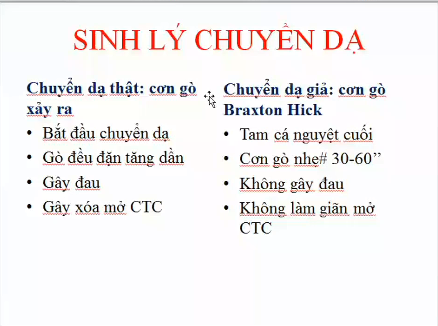 SINH LÝ CHUYỂN DẠ
Chuyển dạ thật: cơn gò
xảy ra
• Bắt đầu chuyển dạ
• Gò đều đặn tăng dần
• Gây đau
• Gây xóa mở CTC
Chuyển dạ giả: cơn gò
Braxton Hick
• Tam cá nguyệt cuối
• Cơn gò nhẹ# 30-60’’
• Không gây đau
• Không làm giãn mở
CTC